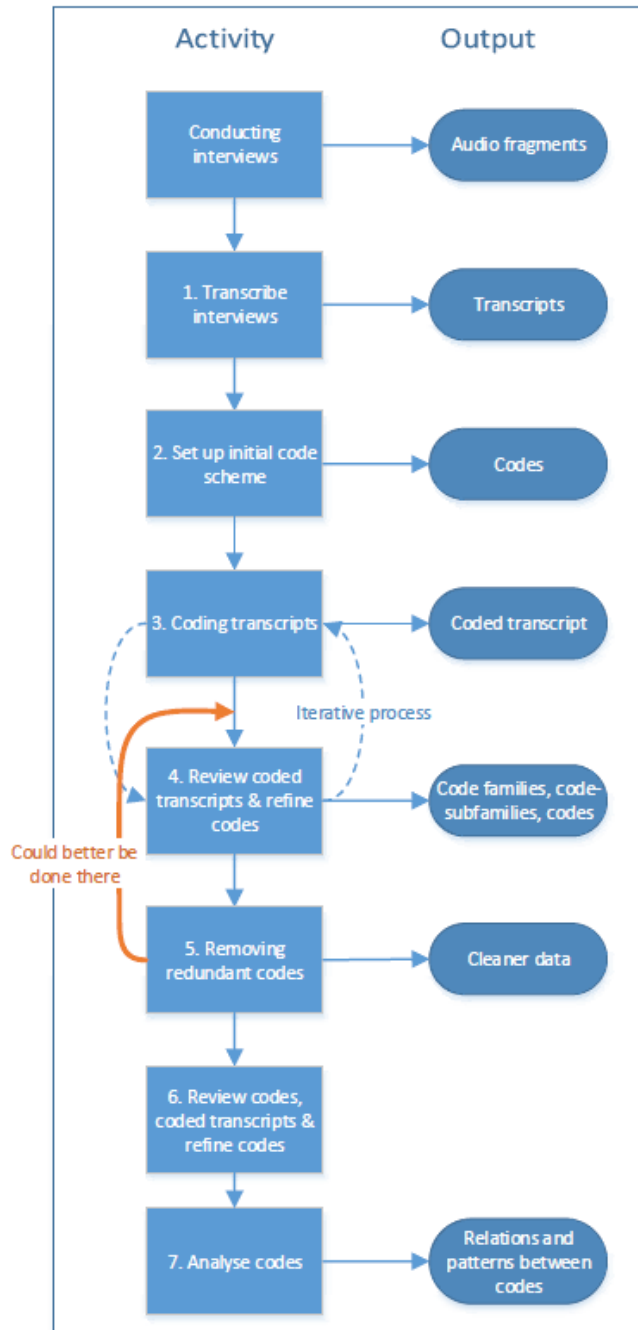 Activity
Output
Conducting
interviews
Audio fragments
1. Transcribe
interviews
Transcripts
2. Set up initial code
scheme
Codes
3. Coding transcripts
Coded transcript
Iterative process
4. Review coded
transcripts & refine
codes
Code families, code-
subfamilies, codes
Could better be
done there
5. Removing
redundant codes
Cleaner data
6. Review codes,
coded transcripts &
refine codes
7. Analyse codes
Relations and
patterns between
codes